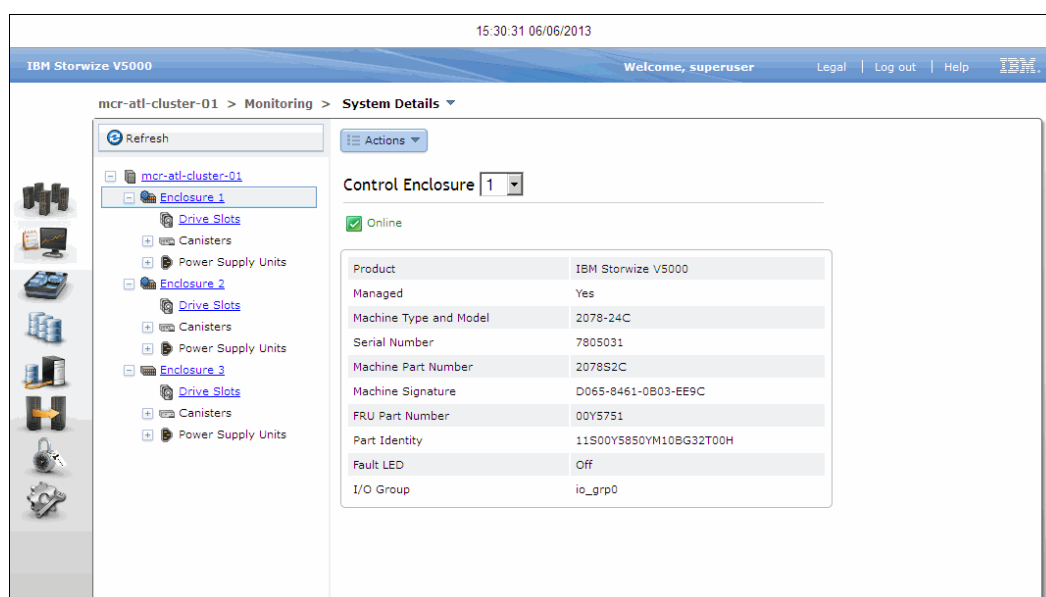 15:30:31 06/06/2013
IBM Storwize V5000
Welcome, superuser
Legal | Log out | Help
IBM.
mcr-atl-cluster-01 > Monitoring > System Details
Refresh
mcr-atl-cluster-01
Enclosure 1
Drive Slots
Canisters
Power Supply Units
Enclosure 2
Drive Slots
Canisters
Power Supply Units
Enclosure 3
Drive Slots
Canisters
Power Supply Units
Actions
Control Enclosure 1
Online
Product IBM Storwize V5000
Managed Yes
Machine Type and Model 2078-24C
Serial Number 7805031
Machine Part Number 2078S2C
Machine Signature D065-8461-0B03-EE9C
FRU Part Number 00Y5751
Part Identity 11S00Y5850YM10BG32T00H
Fault LED Off
I/O Group io_grp0